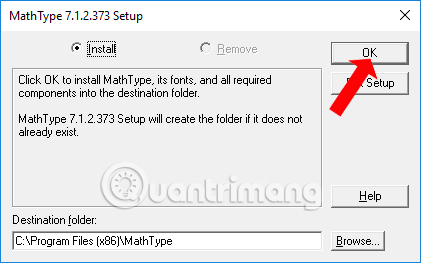 MathType 7.1.2.373 Setup
Install
Remove
OK
Click OK to install MathType, its fonts, and all required
components into the destination folder.
Setup
MathType 7.1.2.373 Setup will create the folder if it does not
already exist.
Quantrimang
Help
Destination folder:
C:\Program Files (x86)\MathType
Browse...